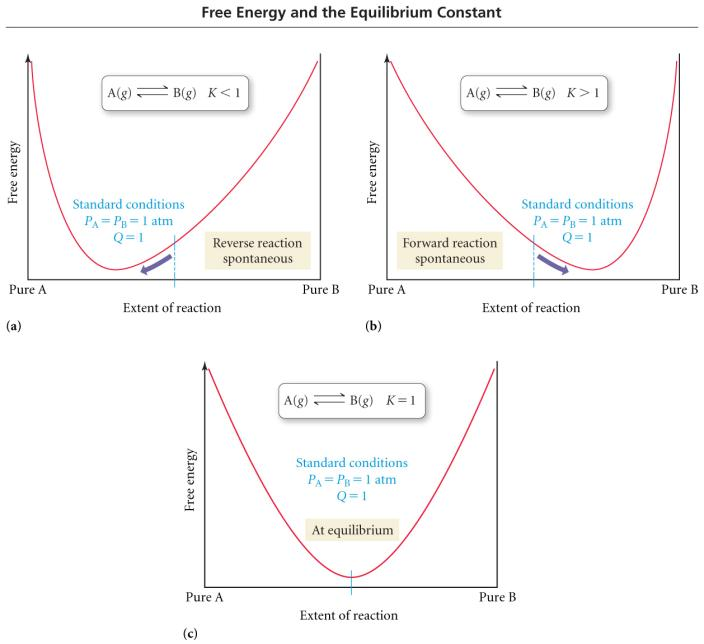 Free Energy and the Equilibrium Constant
A(g) ⇌ B(g) K < 1
Free energy
Standard conditions
P_A = P_B = 1 atm
Q = 1
Reverse reaction
spontaneous
Pure A
Pure B
Extent of reaction
(a)
A(g) ⇌ B(g) K > 1
Free energy
Standard conditions
P_A = P_B = 1 atm
Q = 1
Forward reaction
spontaneous
Pure A
Pure B
Extent of reaction
(b)
A(g) ⇌ B(g) K = 1
Free energy
Standard conditions
P_A = P_B = 1 atm
Q = 1
At equilibrium
Pure A
Pure B
Extent of reaction
(c)